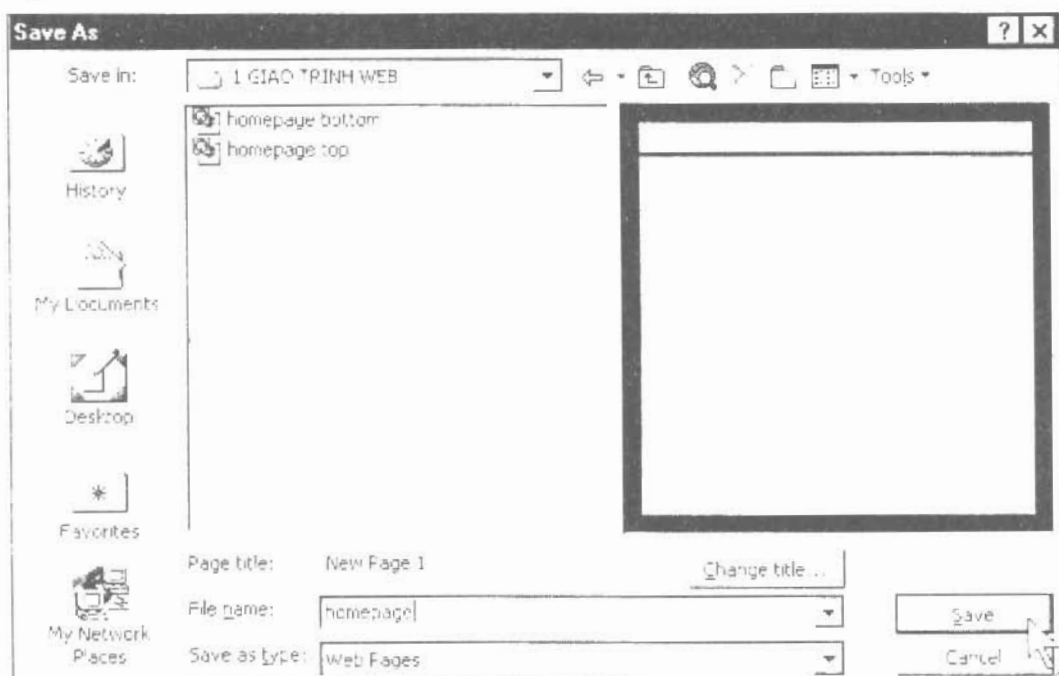 Save As
Save in: 1 GIAO TRINH WEB Tools
homepage bottom
homepage top
History
My Documents
Desktop
Favorites
My Network
Places
Page title: New Page 1 Change title...
File name: homepage Save
Save as type: Web Pages Cancel